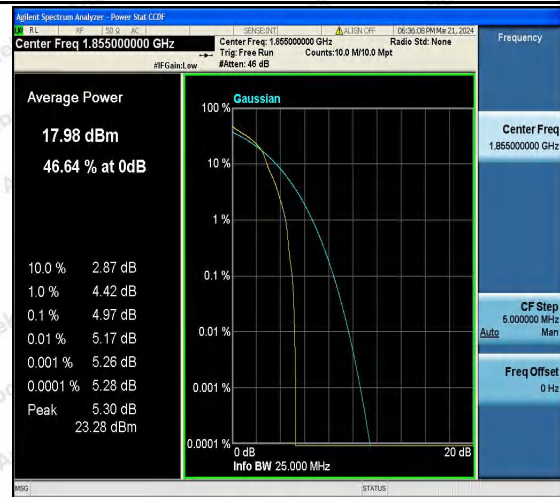 Agilent Spectrum Analyzer - Power Stat CCDF
RL RF 50 Ω AC SENSE:INT ALIGN OFF 06:36:08 PM Mar 21, 2024
Center Freq 1.855000000 GHz
Center Freq: 1.855000000 GHz Radio Std: None
Trig: Free Run Counts:10.0 M/10.0 Mpt
#IFGain:Low #Atten: 46 dB
Frequency
Average Power
17.98 dBm
46.64 % at 0dB
10.0 % 2.87 dB
1.0 % 4.42 dB
0.1 % 4.97 dB
0.01 % 5.17 dB
0.001 % 5.26 dB
0.0001 % 5.28 dB
Peak 5.30 dB
23.28 dBm
Gaussian
100 %
10 %
1 %
0.1 %
0.01 %
0.001 %
0.0001 %
0 dB 20 dB
Info BW 25.000 MHz
Center Freq
1.855000000 GHz
CF Step
5.000000 MHz
Auto Man
Freq Offset
0 Hz
MSG STATUS